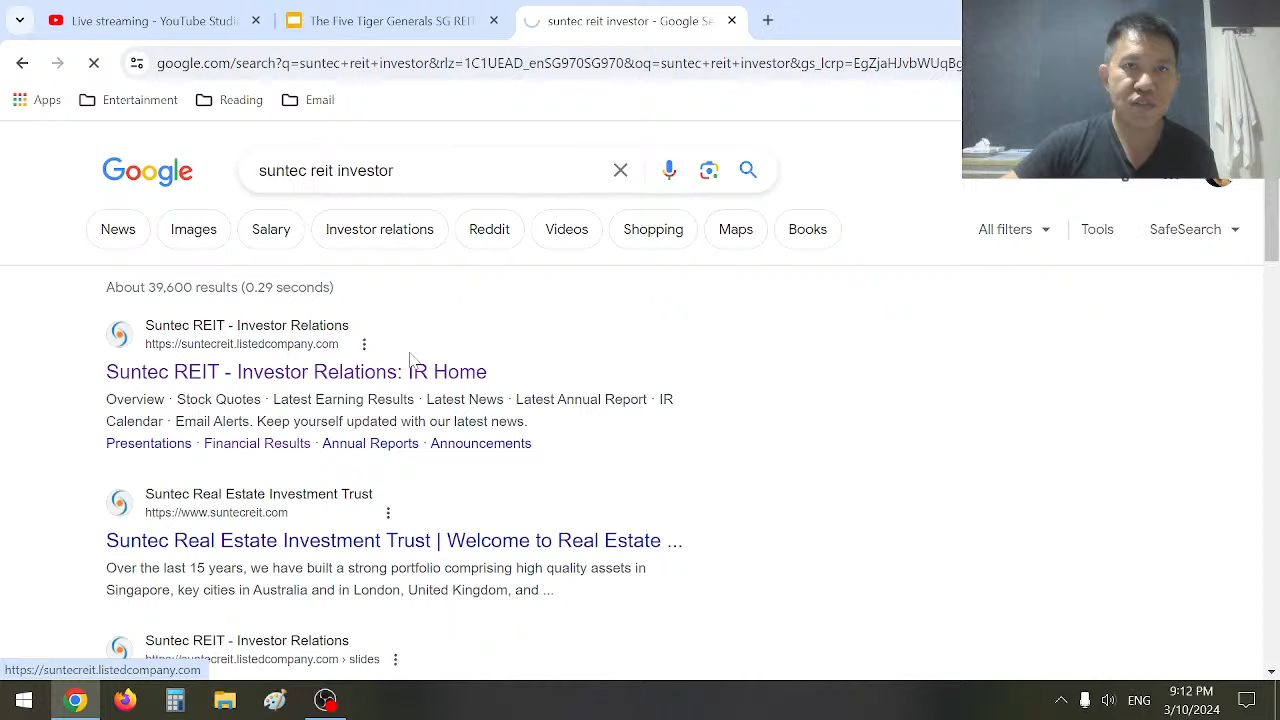 Live streaming - YouTube Studi
The Five Tiger Generals SG REI
suntec reit investor - Google Se
google.com/search?q=suntec+reit+investor&rlz=1C1UEAD_enSG970SG970&oq=suntec+reit+investor&gs_lcrp=EgZjaHJvbWUqBg
Apps
Entertainment
Reading
Email
Google
suntec reit investor
News
Images
Salary
Investor relations
Reddit
Videos
Shopping
Maps
Books
All filters
Tools
SafeSearch
About 39,600 results (0.29 seconds)
Suntec REIT - Investor Relations
https://suntecreit.listedcompany.com
Suntec REIT - Investor Relations: IR Home
Overview · Stock Quotes · Latest Earning Results · Latest News · Latest Annual Report · IR
Calendar · Email Alerts. Keep yourself updated with our latest news.
Presentations · Financial Results · Annual Reports · Announcements
Suntec Real Estate Investment Trust
https://www.suntecreit.com
Suntec Real Estate Investment Trust | Welcome to Real Estate ...
Over the last 15 years, we have built a strong portfolio comprising high quality assets in
Singapore, key cities in Australia and in London, United Kingdom, and ...
Suntec REIT - Investor Relations
https://suntecreit.listedcompany.com › slides
https://suntecreit.listedcompany.com
ENG
9:12 PM
3/10/2024